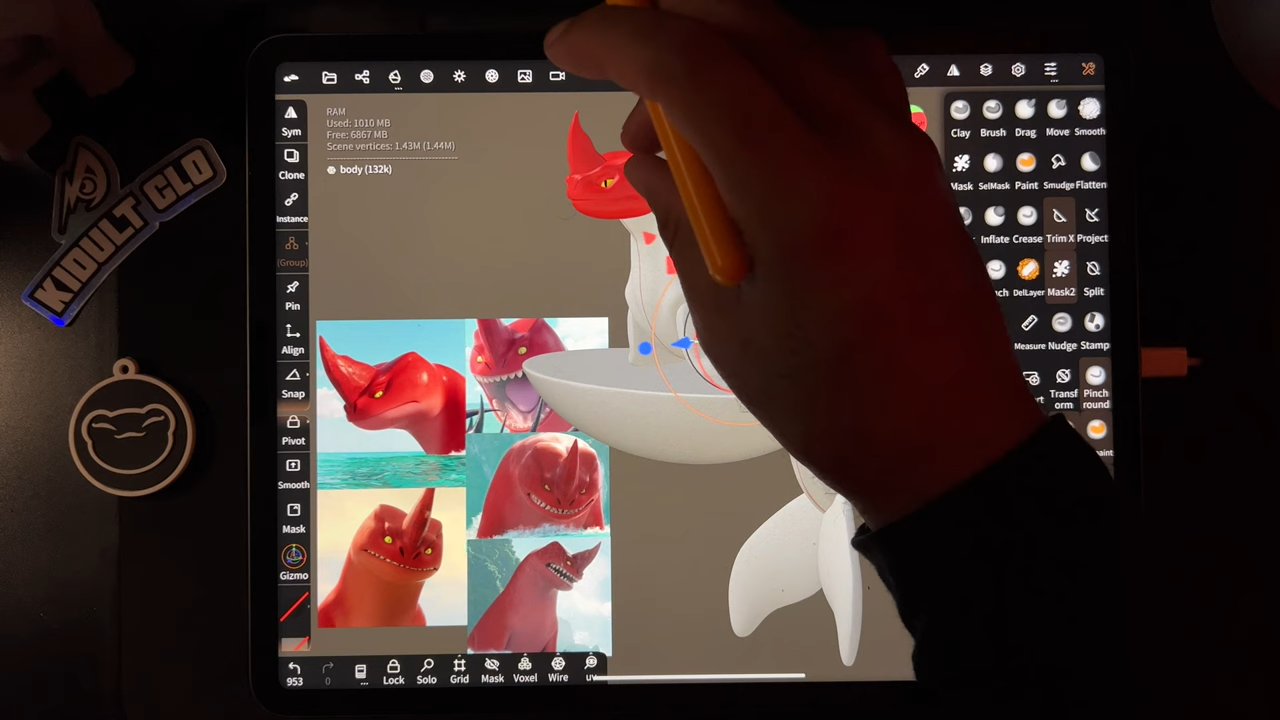 RAM
Used: 1010 MB
Free: 6867 MB
Scene vertices: 1.43M (1.44M)
body (132k)
Sym
Clone
Instance
(Group)
Pin
Align
Snap
Pivot
Smooth
Mask
Gizmo
953
0
Lock
Solo
Grid
Mask
Voxel
Wire
uv
Clay
Brush
Drag
Move
Smooth
Mask
SelMask
Paint
Smudge
Flatten
Inflate
Crease
Trim X
Project
DelLayer
Mask2
Split
Measure
Nudge
Stamp
Transf
orm
Pinch
round
KIDULT CLO